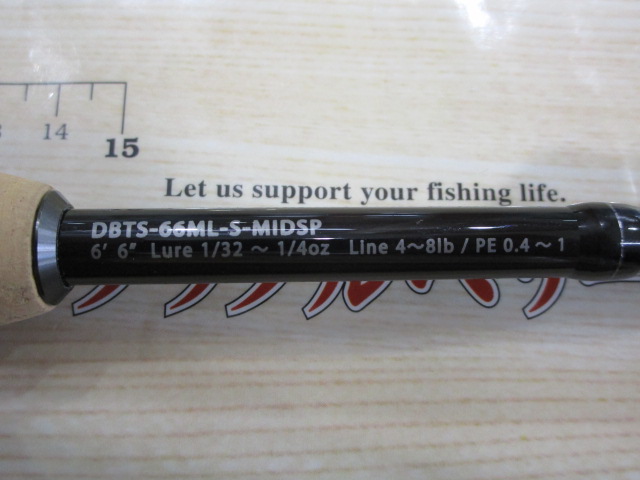 14
15
Let us support your fishing life.
DBTS-66ML-S-MIDSP
6' 6" Lure 1/32 ~ 1/4oz Line 4~8lb / PE 0.4 ~ 1